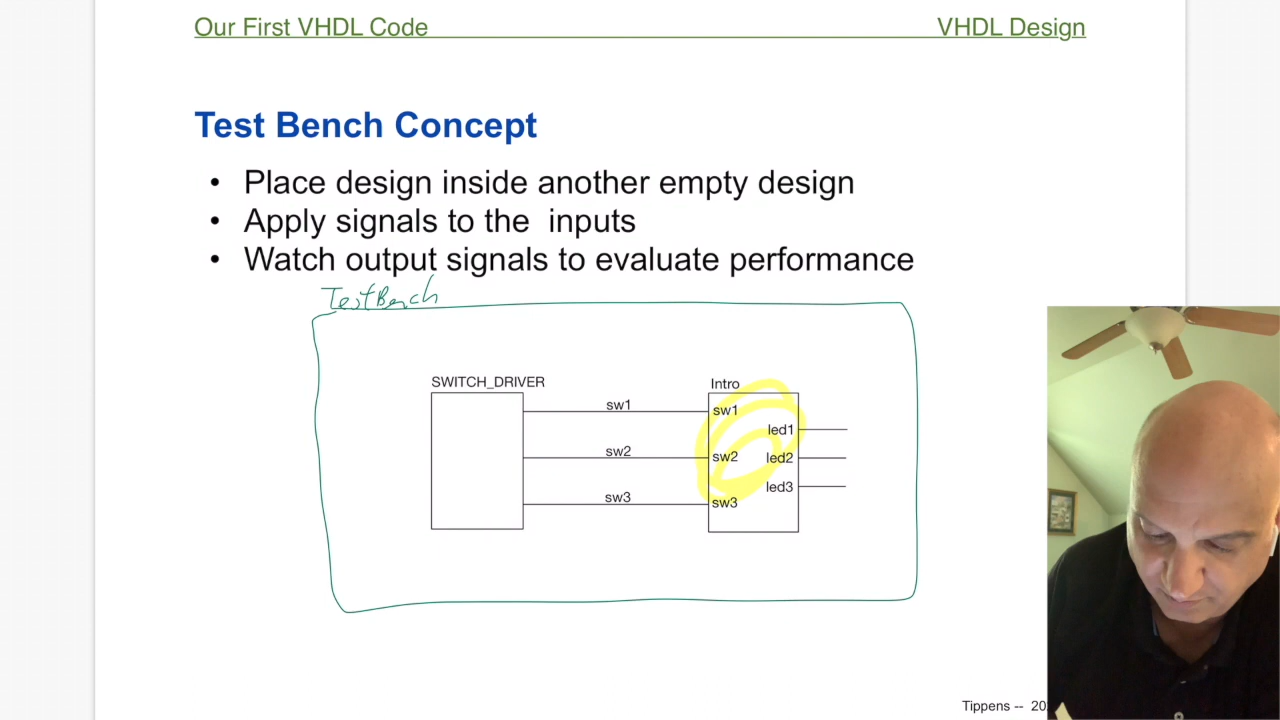 Our First VHDL Code VHDL Design
Test Bench Concept
• Place design inside another empty design
• Apply signals to the inputs
• Watch output signals to evaluate performance
TestBench
SWITCH_DRIVER Intro
sw1 sw1
led1
sw2 sw2 led2
led3
sw3 sw3
Tippens --